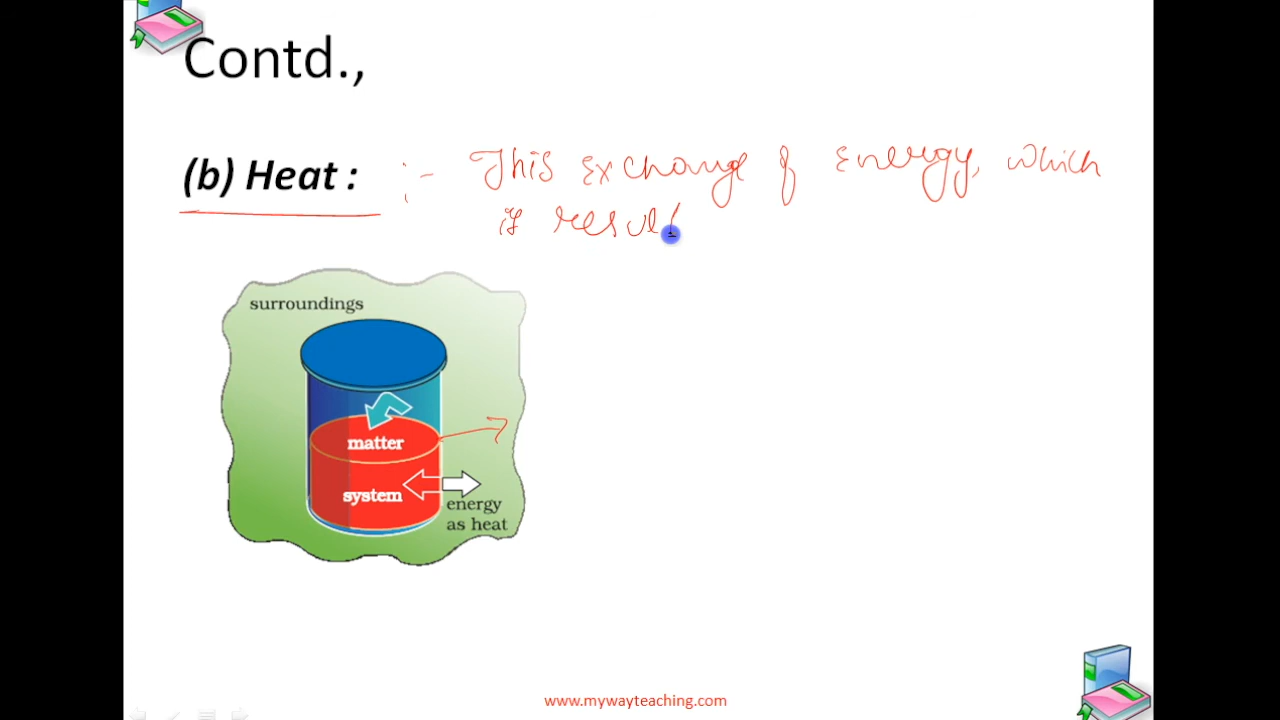 Contd.,
(b) Heat : :- This exchange of energy, which
is result
surroundings
matter
system
energy
as heat
www.mywayteaching.com